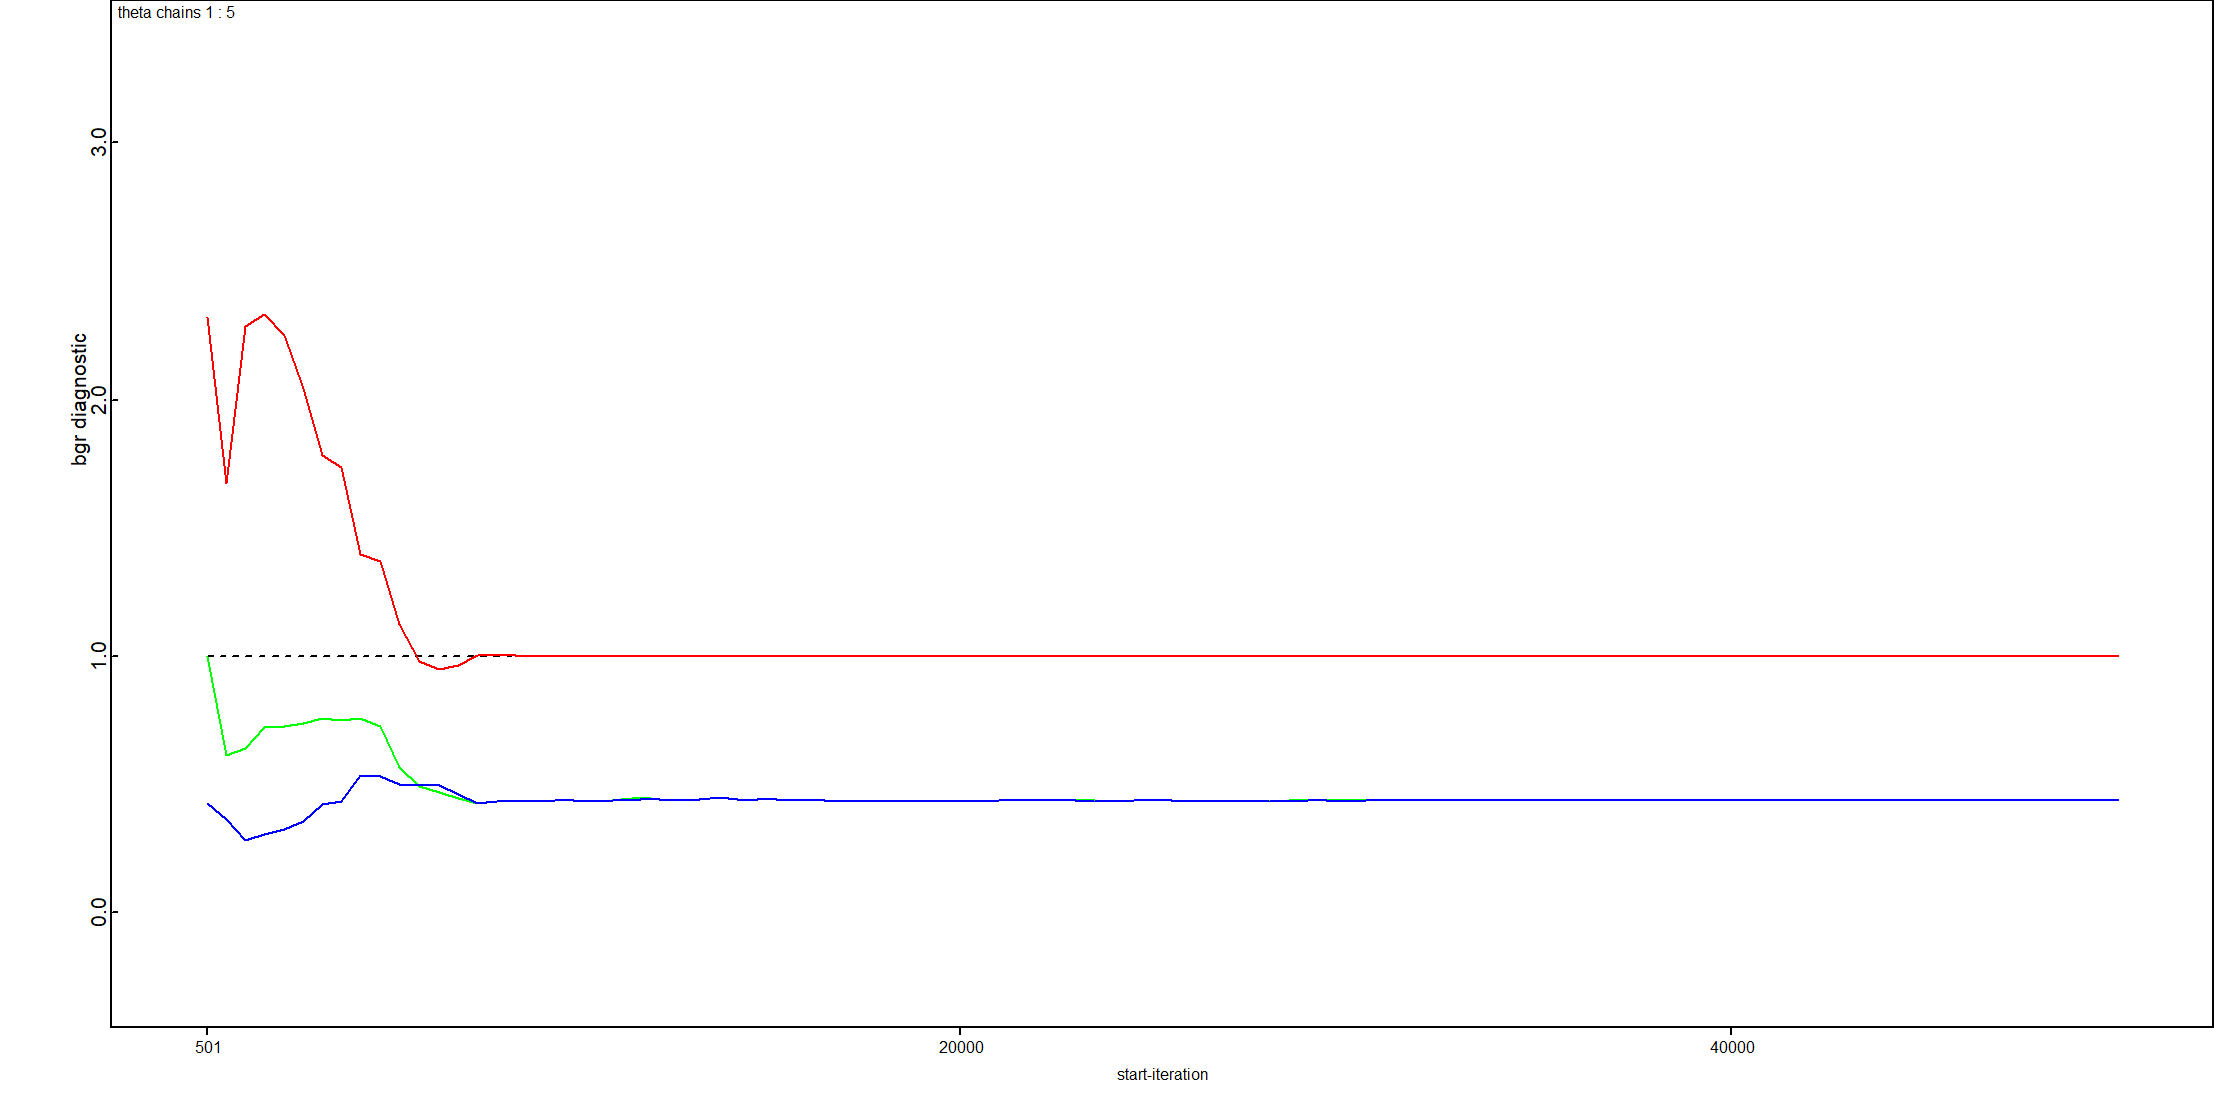 theta chains 1 : 5
3.0
2.0
1.0
0.0
bgr diagnostic
501
20000
40000
start-iteration